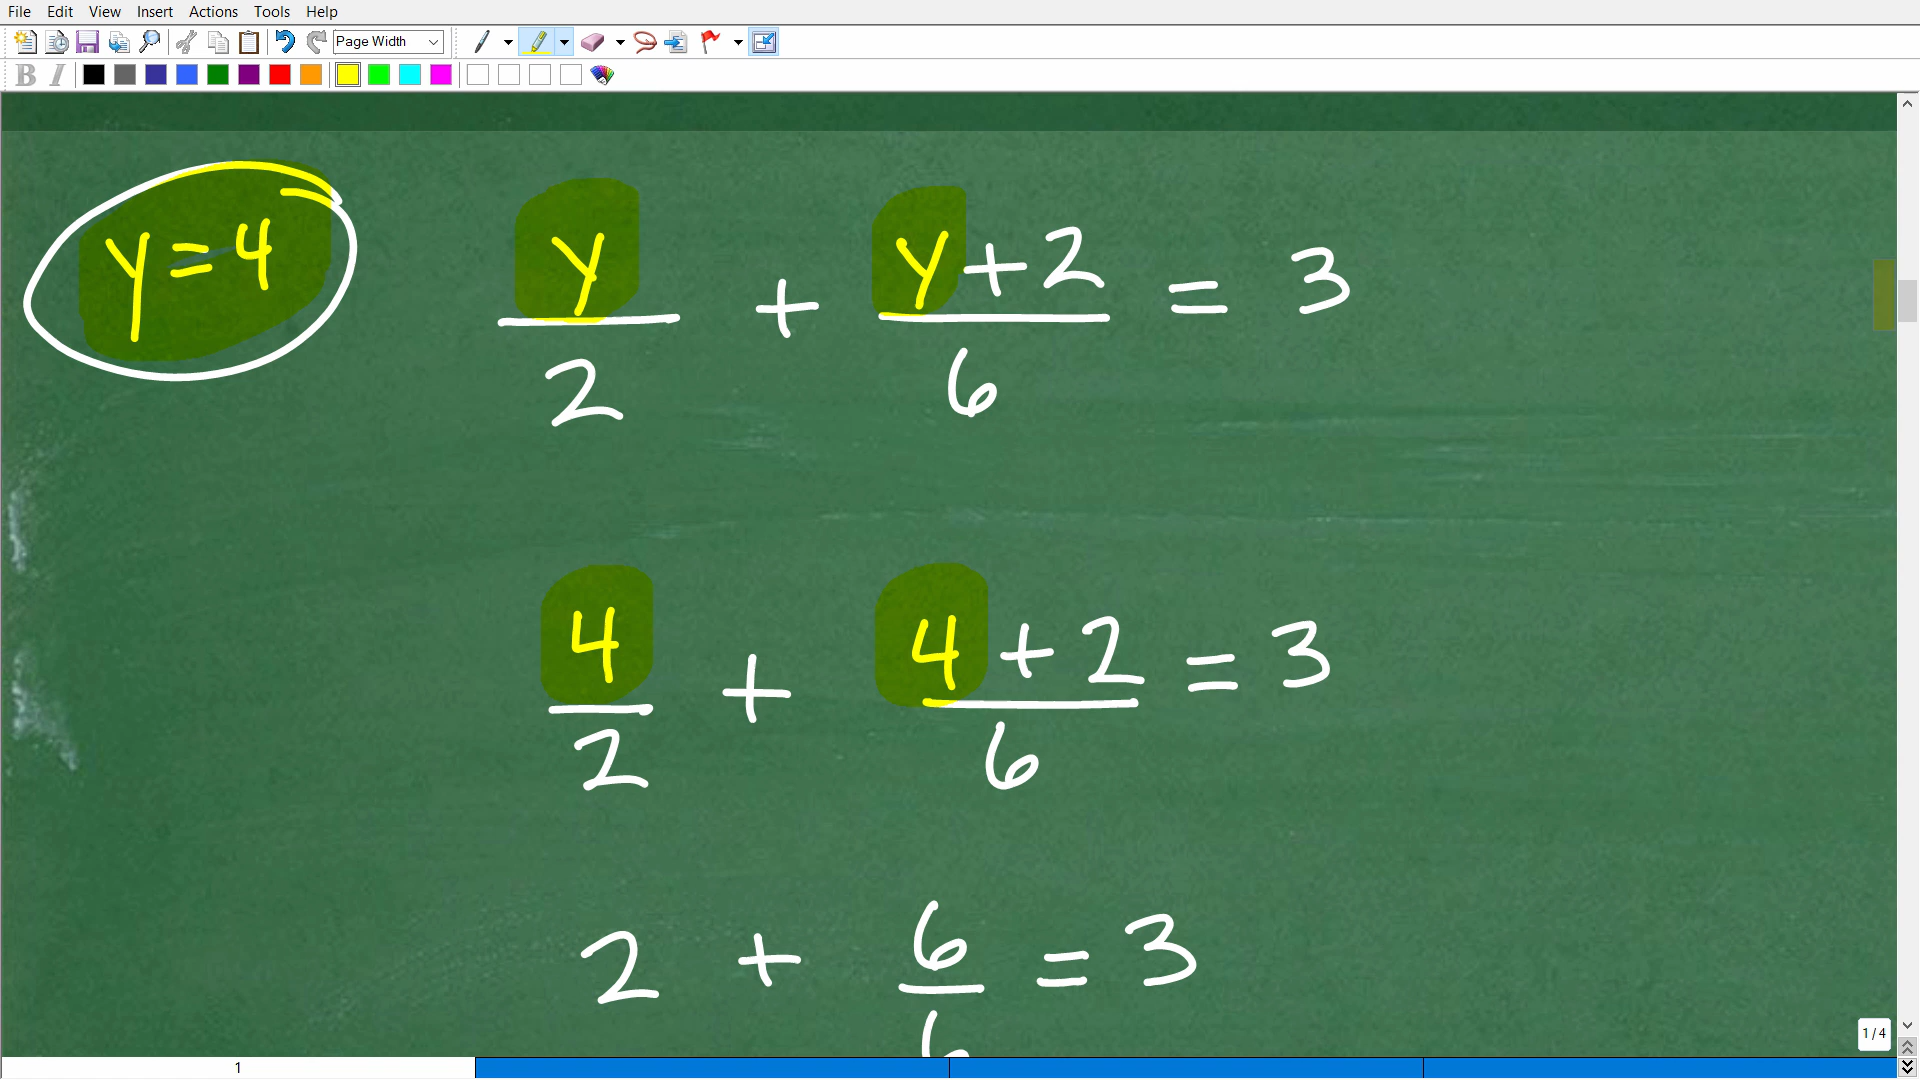 File Edit View Insert Actions Tools Help
Page Width
B I
y = 4
y/2 + (y+2)/6 = 3
4/2 + (4+2)/6 = 3
2 + 6/6 = 3
1 / 4
1